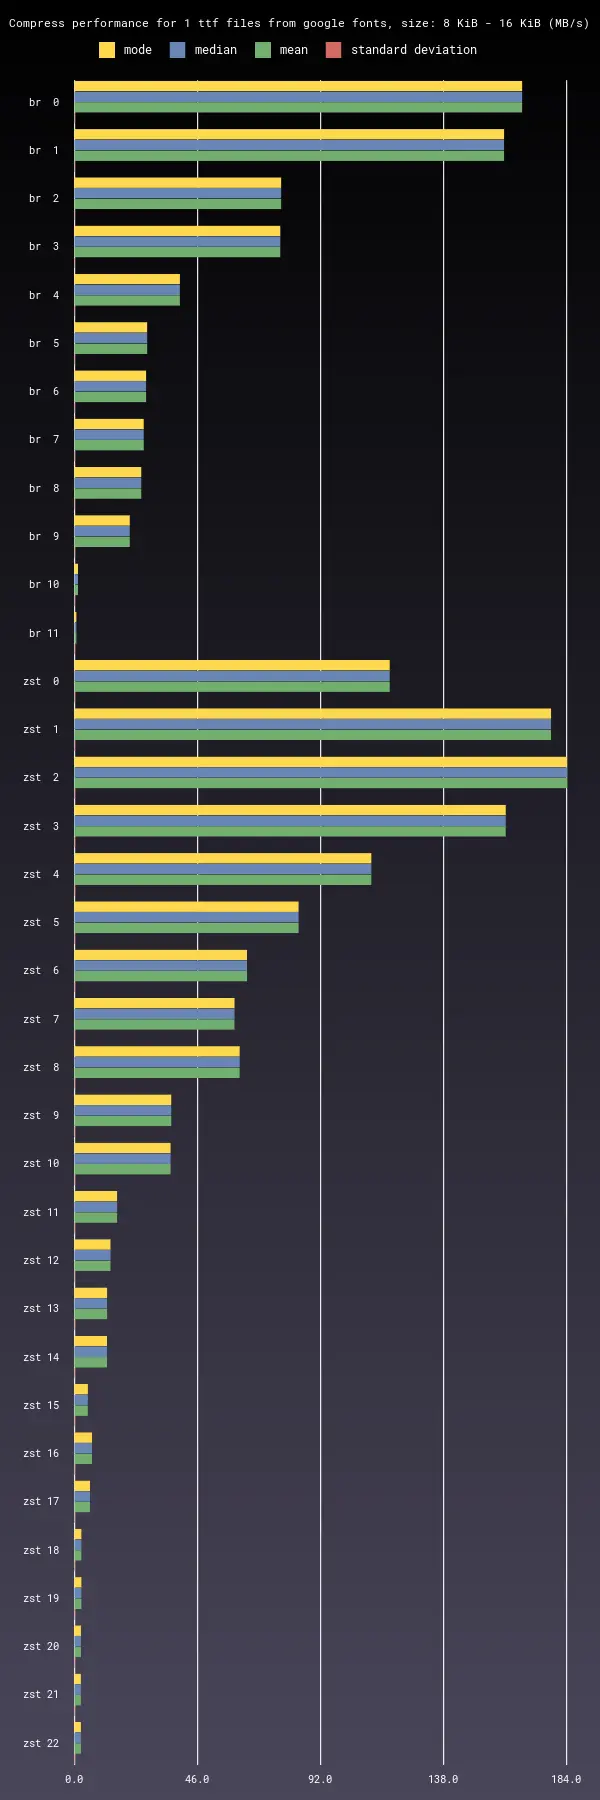 Compress performance for 1 ttf files from google fonts, size: 8 KiB - 16 KiB (MB/s)
mode median mean standard deviation
br 0
br 1
br 2
br 3
br 4
br 5
br 6
br 7
br 8
br 9
br 10
br 11
zst 0
zst 1
zst 2
zst 3
zst 4
zst 5
zst 6
zst 7
zst 8
zst 9
zst 10
zst 11
zst 12
zst 13
zst 14
zst 15
zst 16
zst 17
zst 18
zst 19
zst 20
zst 21
zst 22
0.0 46.0 92.0 138.0 184.0